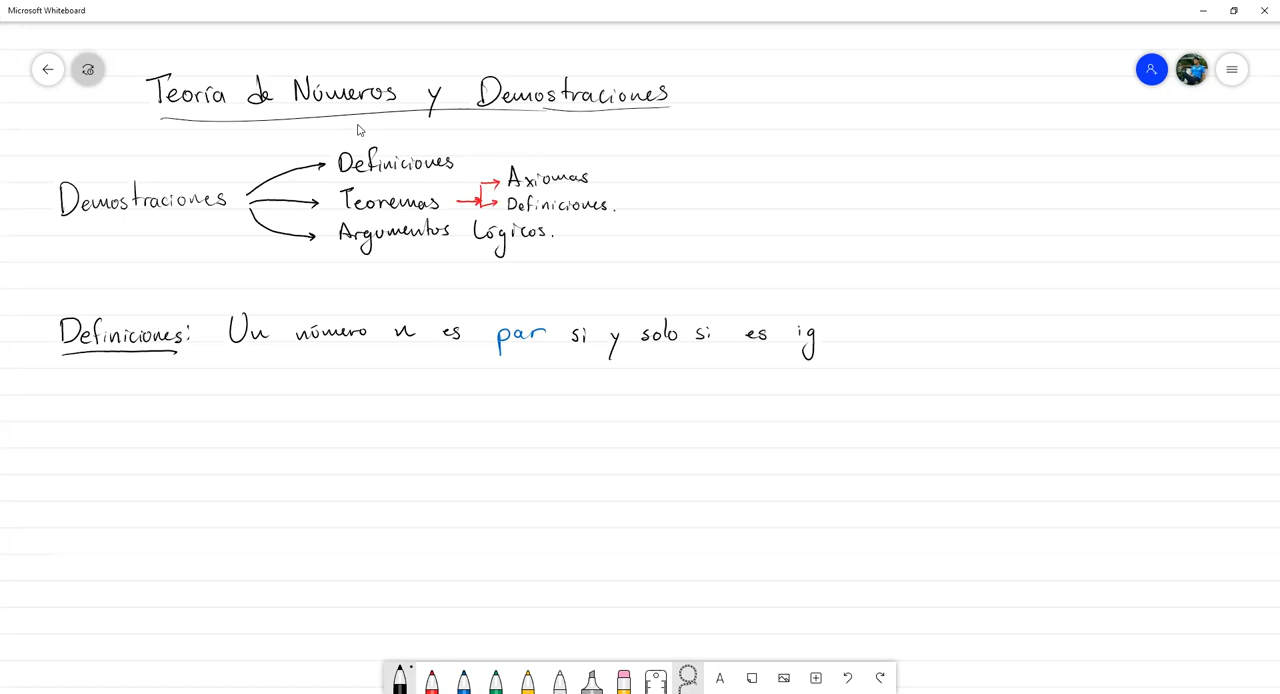 Microsoft Whiteboard
Teoría de Números y Demostraciones
Definiciones
Axiomas
Demostraciones
Teoremas
Definiciones.
Argumentos Lógicos.
Definiciones: Un número n es par si y solo si es ig
A